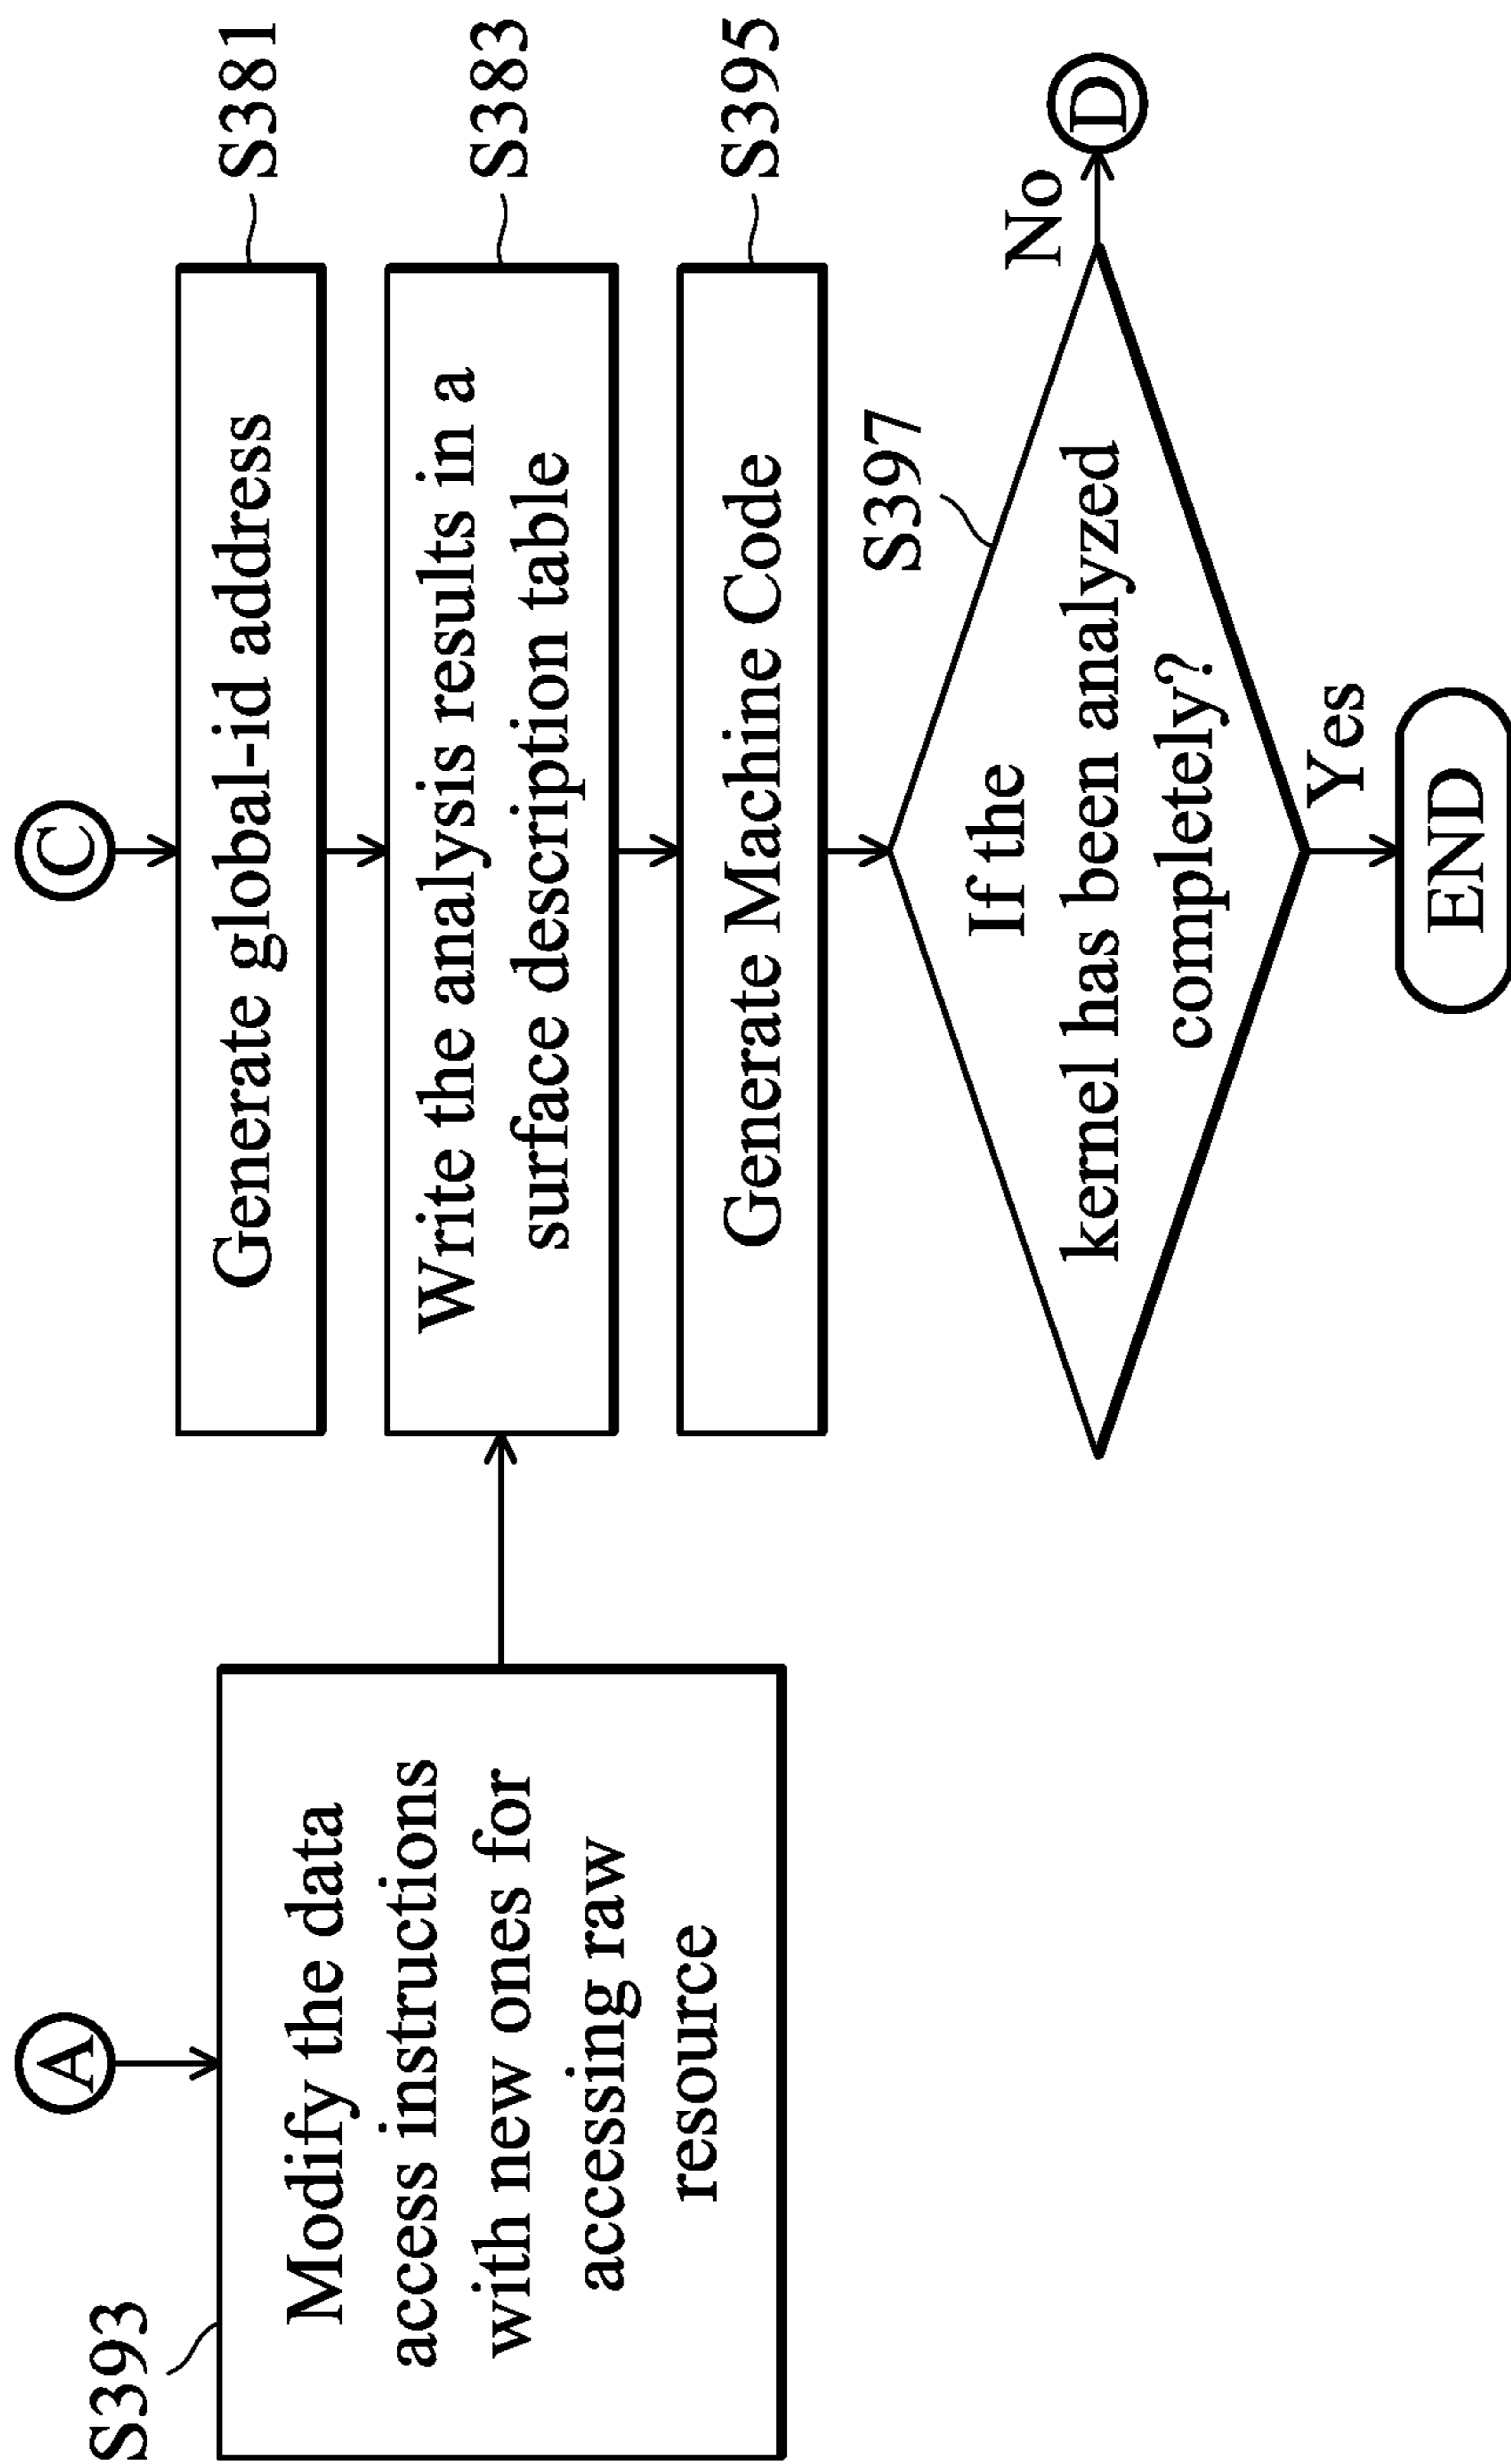 A
S393
Modify the data
access instructions
with new ones for
accessing raw
resource
C
Generate global-id address
S381
Write the analysis results in a
surface description table
S383
Generate Machine Code
S395
S397
If the
kernel has been analyzed
completely?
No
D
Yes
END